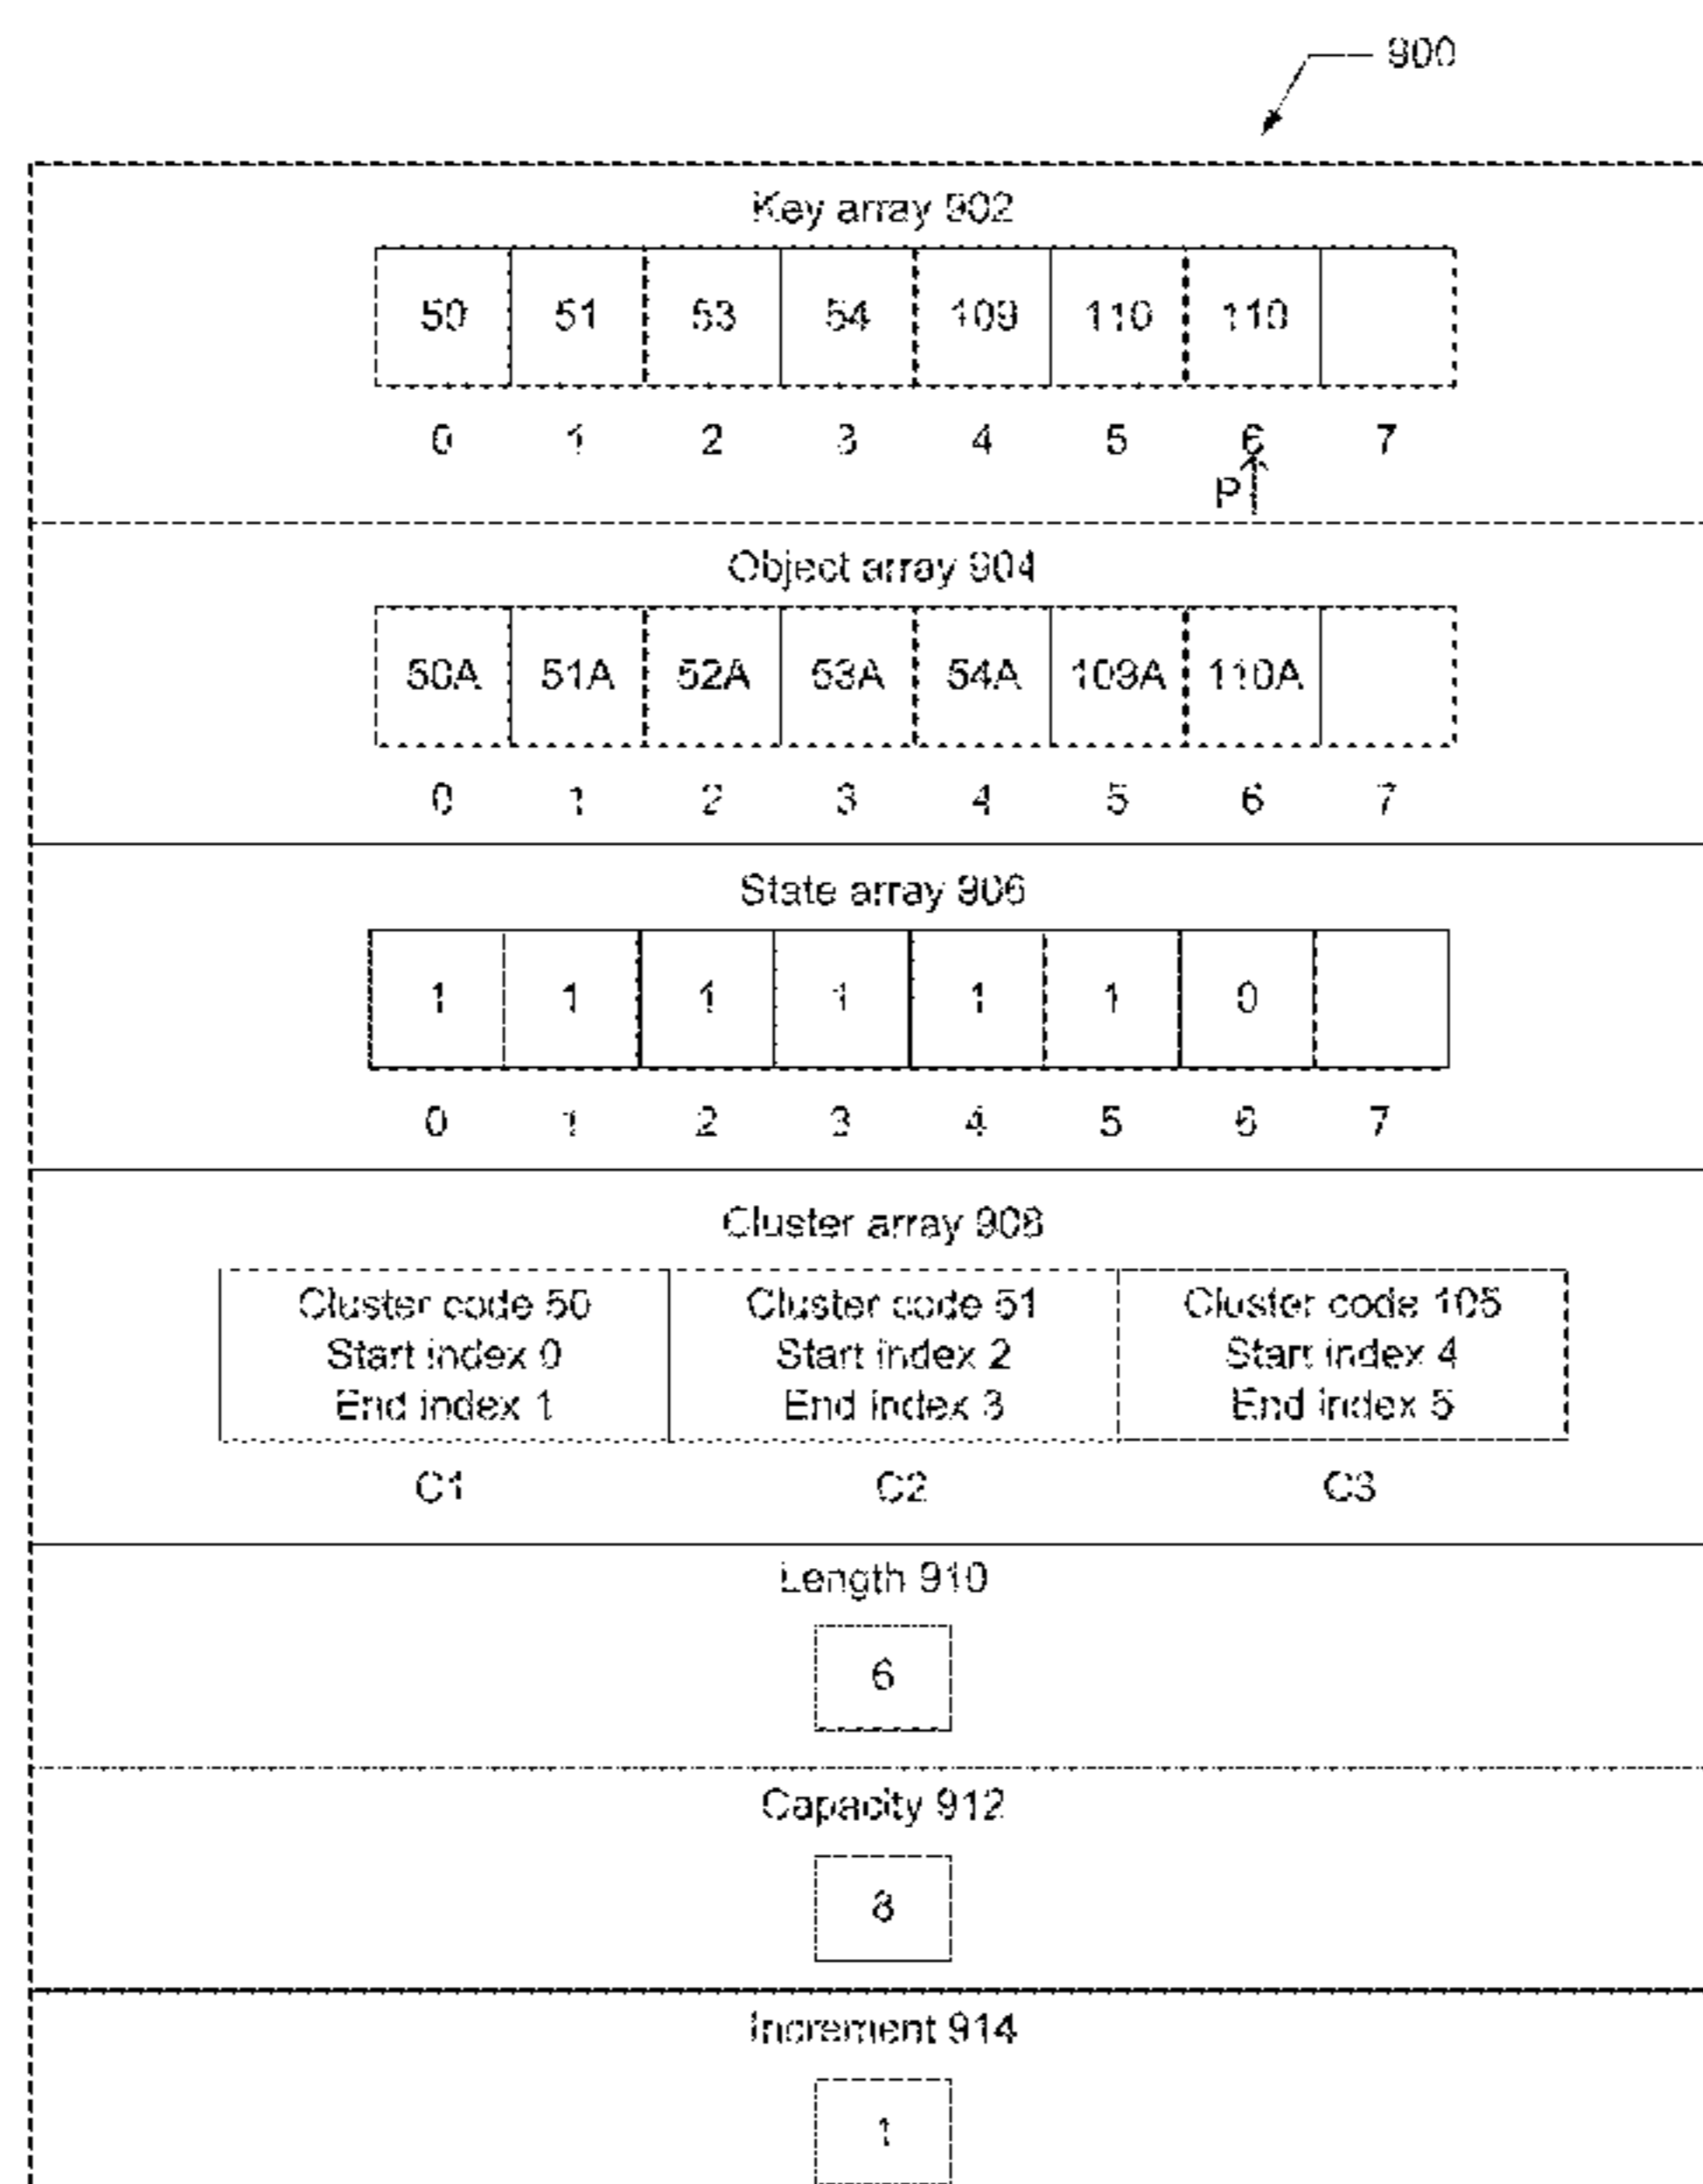 900
Key array 902
50 51 53 54 109 110 110
0 1 2 3 4 5 6 7
P
Object array 904
50A 51A 52A 53A 54A 109A 110A
0 1 2 3 4 5 6 7
State array 906
1 1 1 1 1 1 0
0 1 2 3 4 5 6 7
Cluster array 908
Cluster code 50 Cluster code 51 Cluster code 105
Start index 0 Start index 2 Start index 4
End index 1 End index 3 End index 5
C1 C2 C3
Length 910
6
Capacity 912
8
Increment 914
1